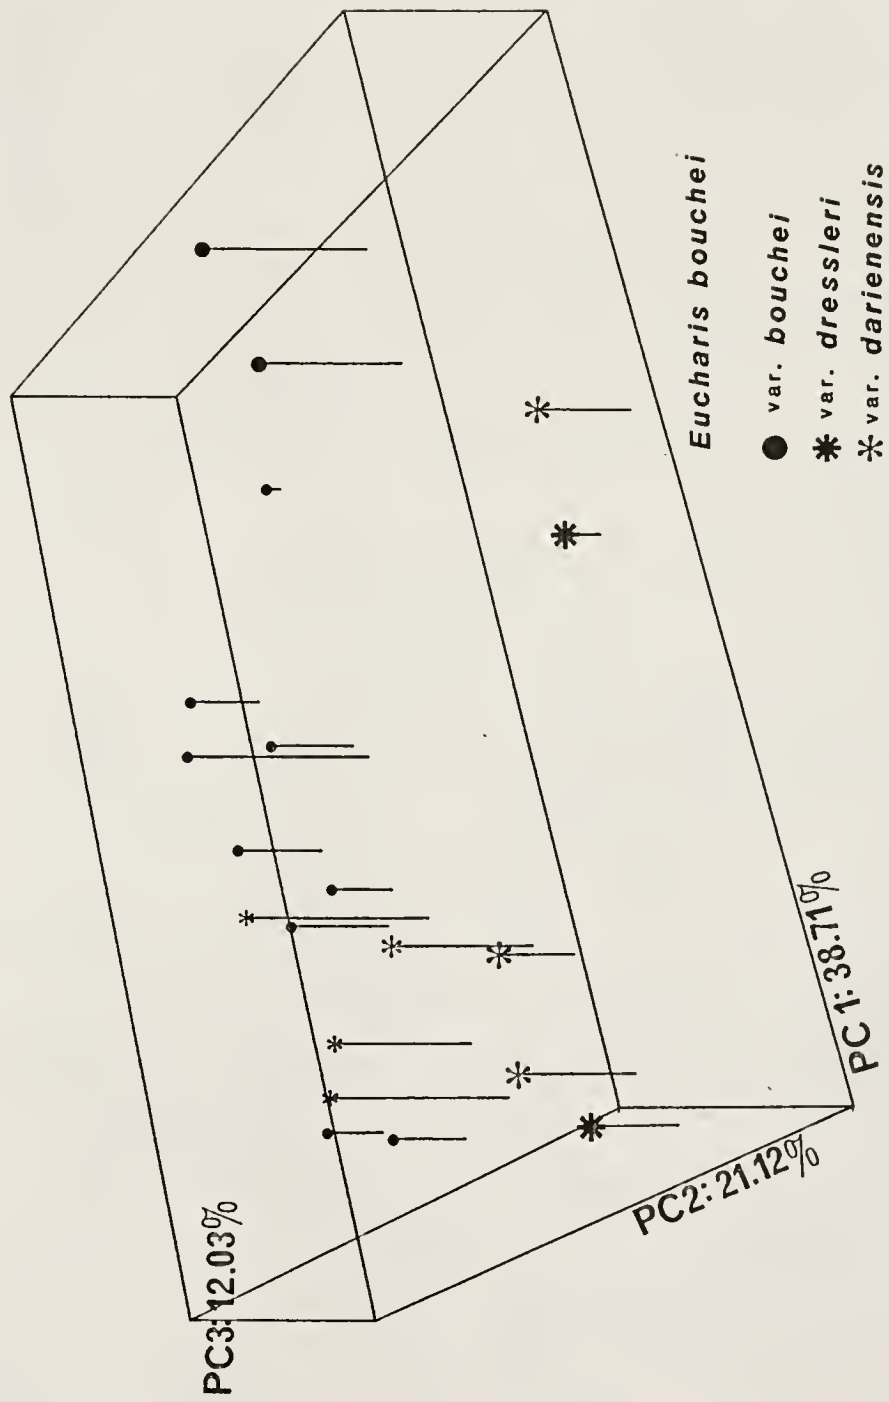 PC3: 12.03%
PC2: 21.12%
PC 1: 38.71%
Eucharis bouchei
var. bouchei
var. dressleri
var. darienensis